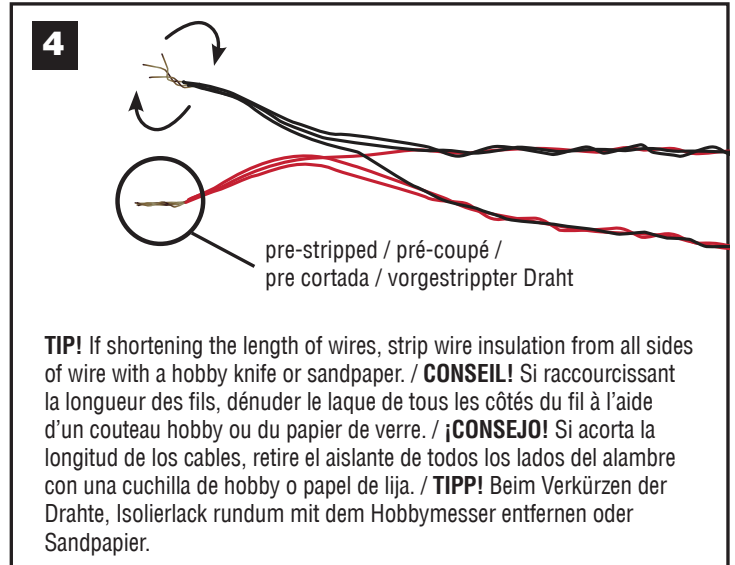 4
pre-stripped / pré-coupé /
pre cortada / vorgestrippter Draht
TIP! If shortening the length of wires, strip wire insulation from all sides
of wire with a hobby knife or sandpaper. / CONSEIL! Si raccourcissant
la longueur des fils, dénuder le laque de tous les côtés du fil à l’aide
d’un couteau hobby ou du papier de verre. / ¡CONSEJO! Si acorta la
longitud de los cables, retire el aislante de todos los lados del alambre
con una cuchilla de hobby o papel de lija. / TIPP! Beim Verkürzen der
Drahte, Isolierlack rundum mit dem Hobbymesser entfernen oder
Sandpapier.